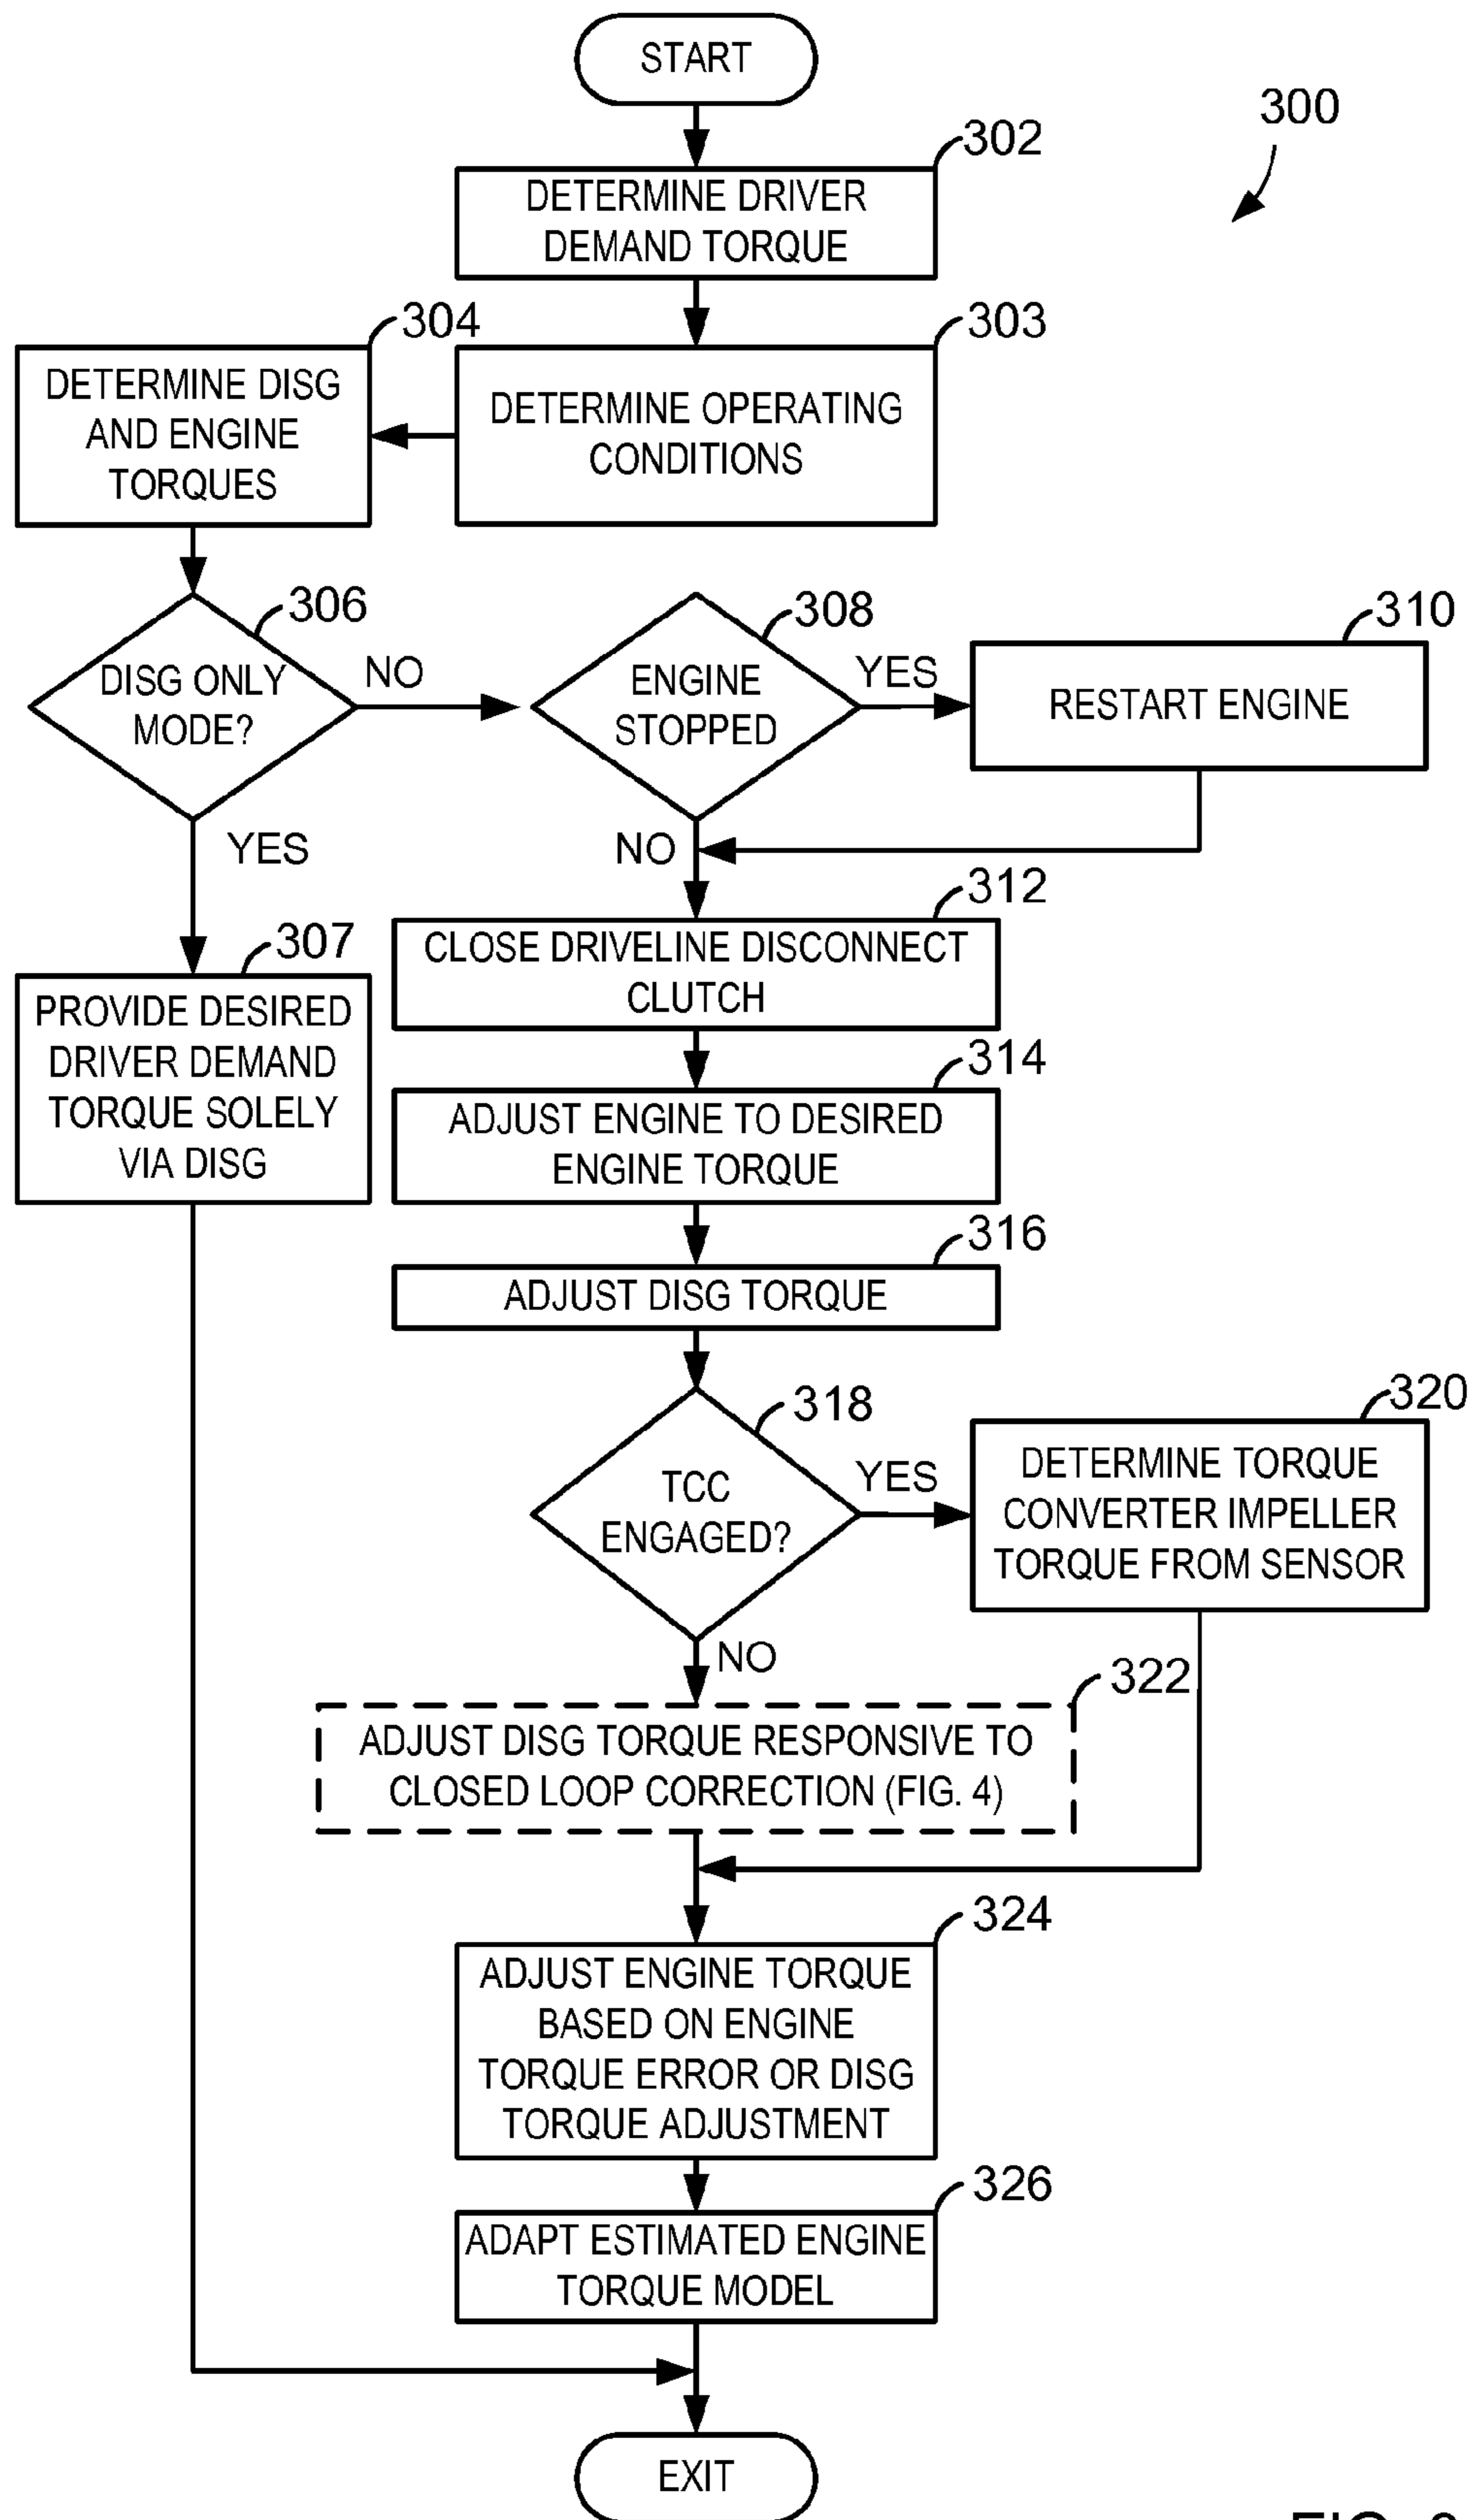 START
300
302
DETERMINE DRIVER
DEMAND TORQUE
304
303
DETERMINE DISG
AND ENGINE
TORQUES
DETERMINE OPERATING
CONDITIONS
306
DISG ONLY
MODE?
NO
308
ENGINE
STOPPED
YES
310
RESTART ENGINE
YES
NO
307
PROVIDE DESIRED
DRIVER DEMAND
TORQUE SOLELY
VIA DISG
312
CLOSE DRIVELINE DISCONNECT
CLUTCH
314
ADJUST ENGINE TO DESIRED
ENGINE TORQUE
316
ADJUST DISG TORQUE
318
TCC
ENGAGED?
YES
320
DETERMINE TORQUE
CONVERTER IMPELLER
TORQUE FROM SENSOR
NO
322
ADJUST DISG TORQUE RESPONSIVE TO
CLOSED LOOP CORRECTION (FIG. 4)
324
ADJUST ENGINE TORQUE
BASED ON ENGINE
TORQUE ERROR OR DISG
TORQUE ADJUSTMENT
326
ADAPT ESTIMATED ENGINE
TORQUE MODEL
EXIT